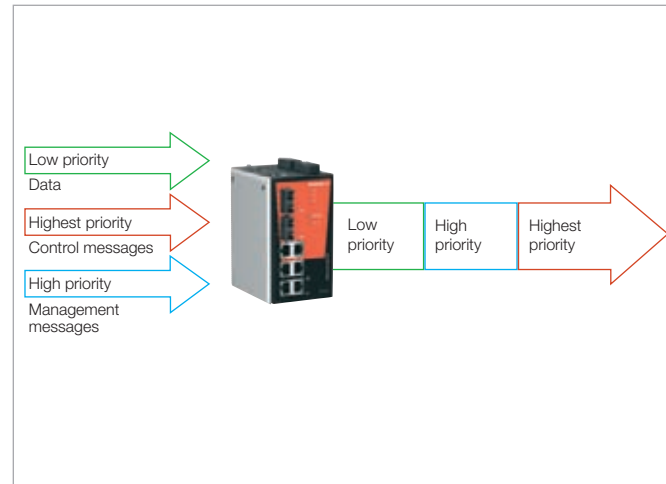 Low priority
Data
Highest priority
Control messages
High priority
Management
messages
Low
priority
High
priority
Highest
priority